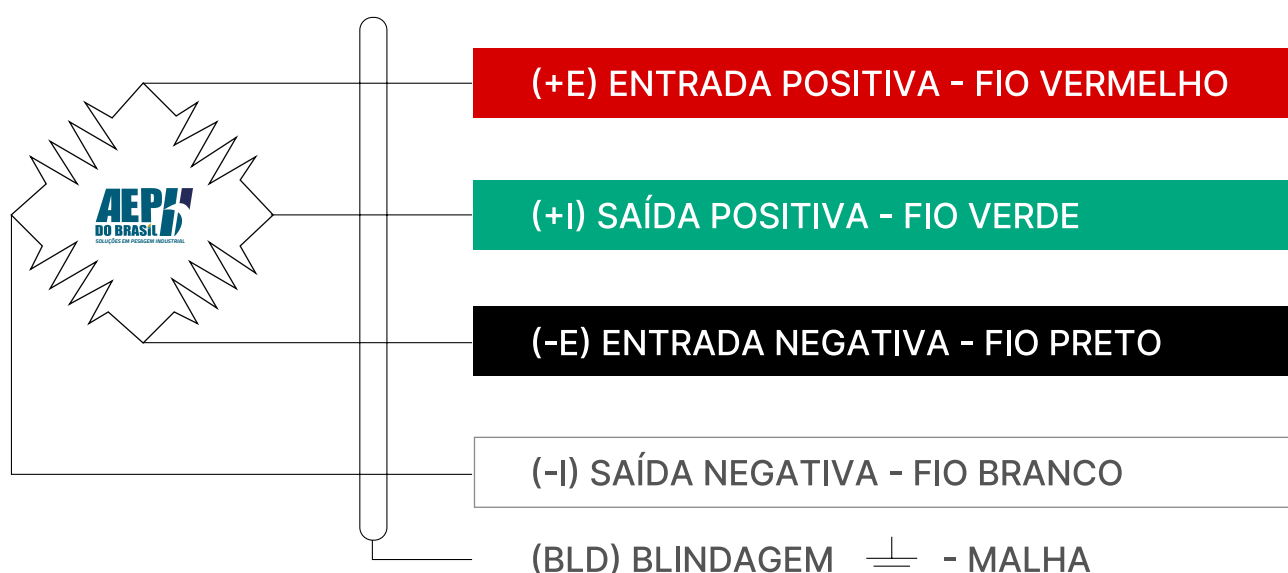 (+E) ENTRADA POSITIVA - FIO VERMELHO
AEPH
DO BRASIL
SOLUÇÕES EM PESAGEM INDUSTRIAL
(+I) SAÍDA POSITIVA - FIO VERDE
(-E) ENTRADA NEGATIVA - FIO PRETO
(-I) SAÍDA NEGATIVA - FIO BRANCO
(BLD) BLINDAGEM - MALHA